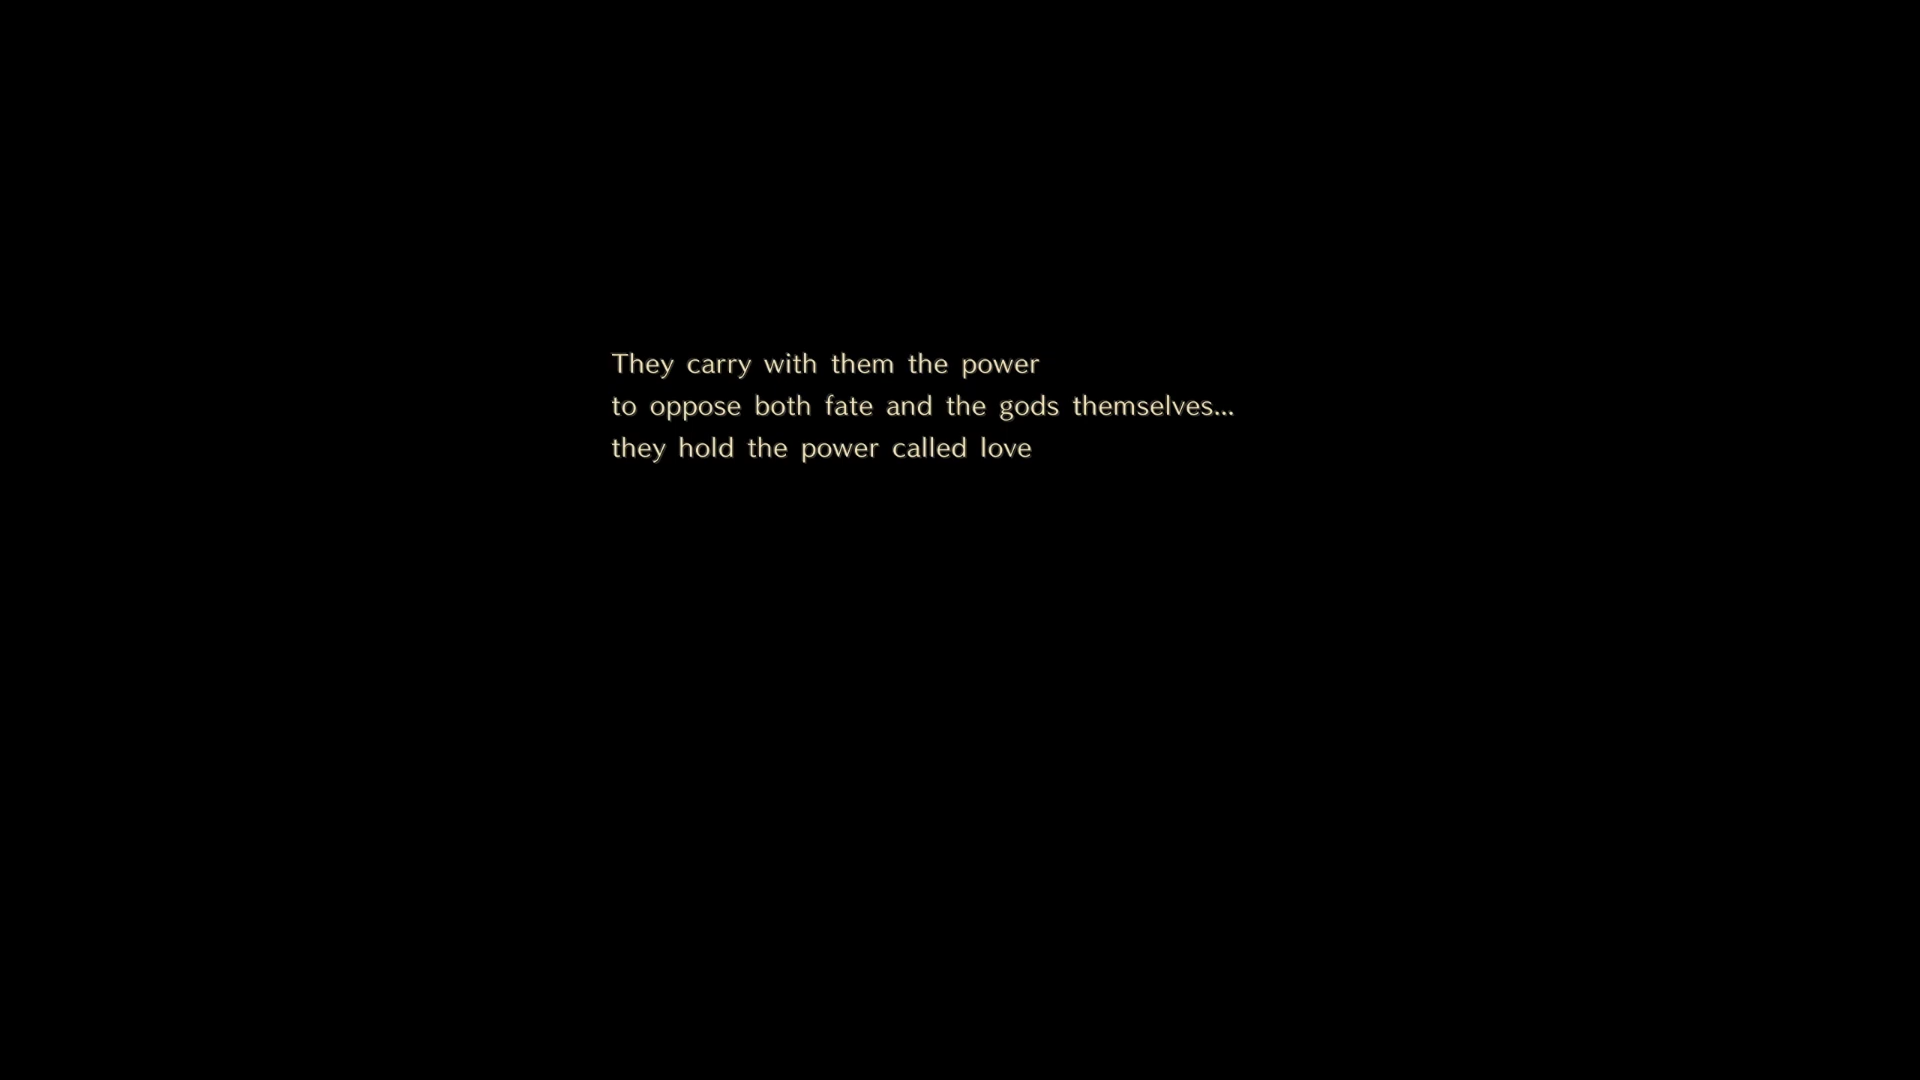 They carry with them the power
to oppose both fate and the gods themselves...
they hold the power called love